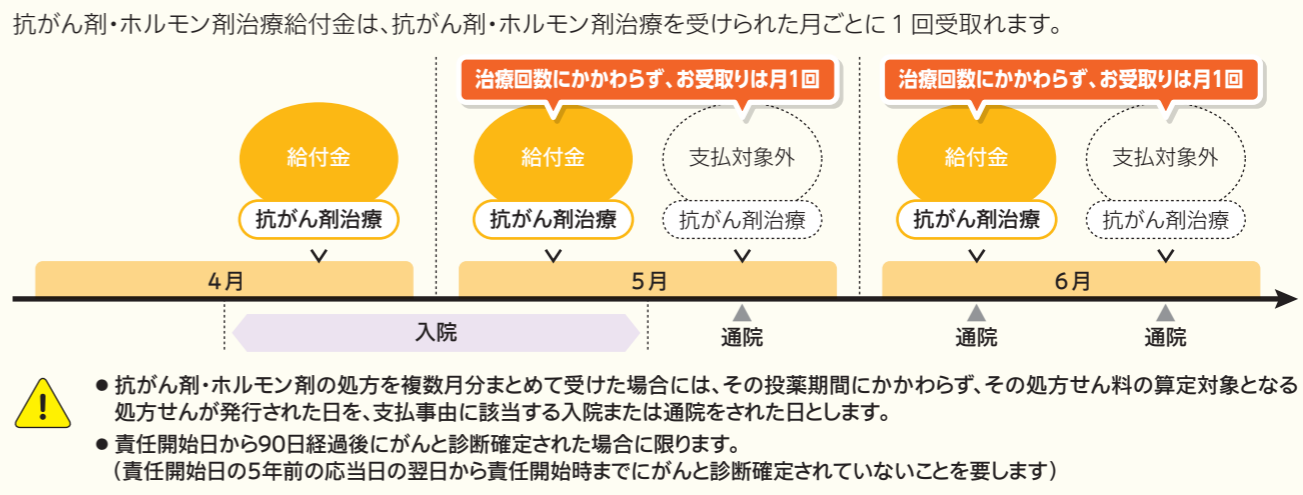 抗がん剤・ホルモン剤治療給付金は、抗がん剤・ホルモン剤治療を受けられた月ごとに1回受取れます。
治療回数にかかわらず、お受取りは月1回
治療回数にかかわらず、お受取りは月1回
給付金
給付金
支払対象外
給付金
支払対象外
抗がん剤治療
抗がん剤治療
抗がん剤治療
抗がん剤治療
抗がん剤治療
4月
5月
6月
入院
通院
通院
通院
●抗がん剤・ホルモン剤の処方を複数月分まとめて受けた場合には、その投薬期間にかかわらず、その処方せん料の算定対象となる
処方せんが発行された日を、支払事由に該当する入院または通院をされた日とします。
●責任開始日から90日経過後にがんと診断確定された場合に限ります。
（責任開始日の5年前の応当日の翌日から責任開始時までにがんと診断確定されていないことを要します）